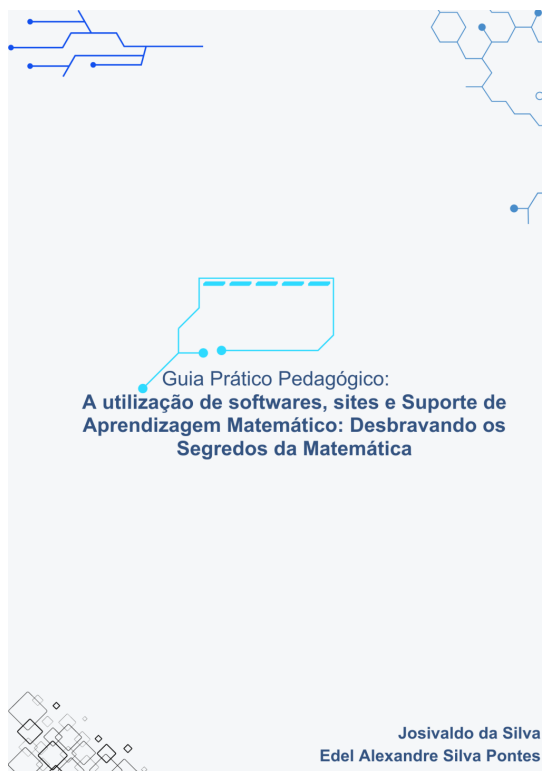 Guia Prático Pedagógico:
A utilização de softwares, sites e Suporte de
Aprendizagem Matemático: Desbravando os
Segredos da Matemática
Josivaldo da Silva
Edel Alexandre Silva Pontes